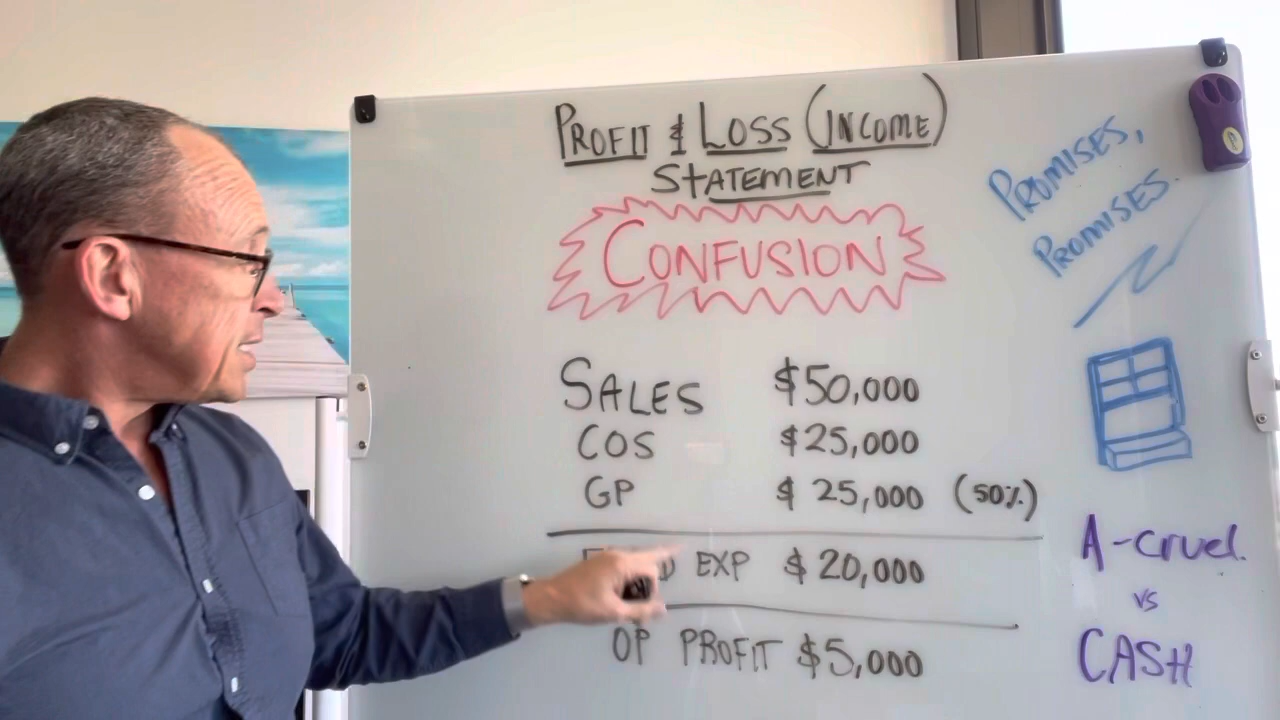 PROFIT & LOSS (INCOME)
STATEMENT
CONFUSION
SALES $50,000
COS $25,000
GP $25,000 (50%)
EXP $20,000
OP PROFIT $5,000
PROMISES,
PROMISES.
A-cruel.
vs
CASH